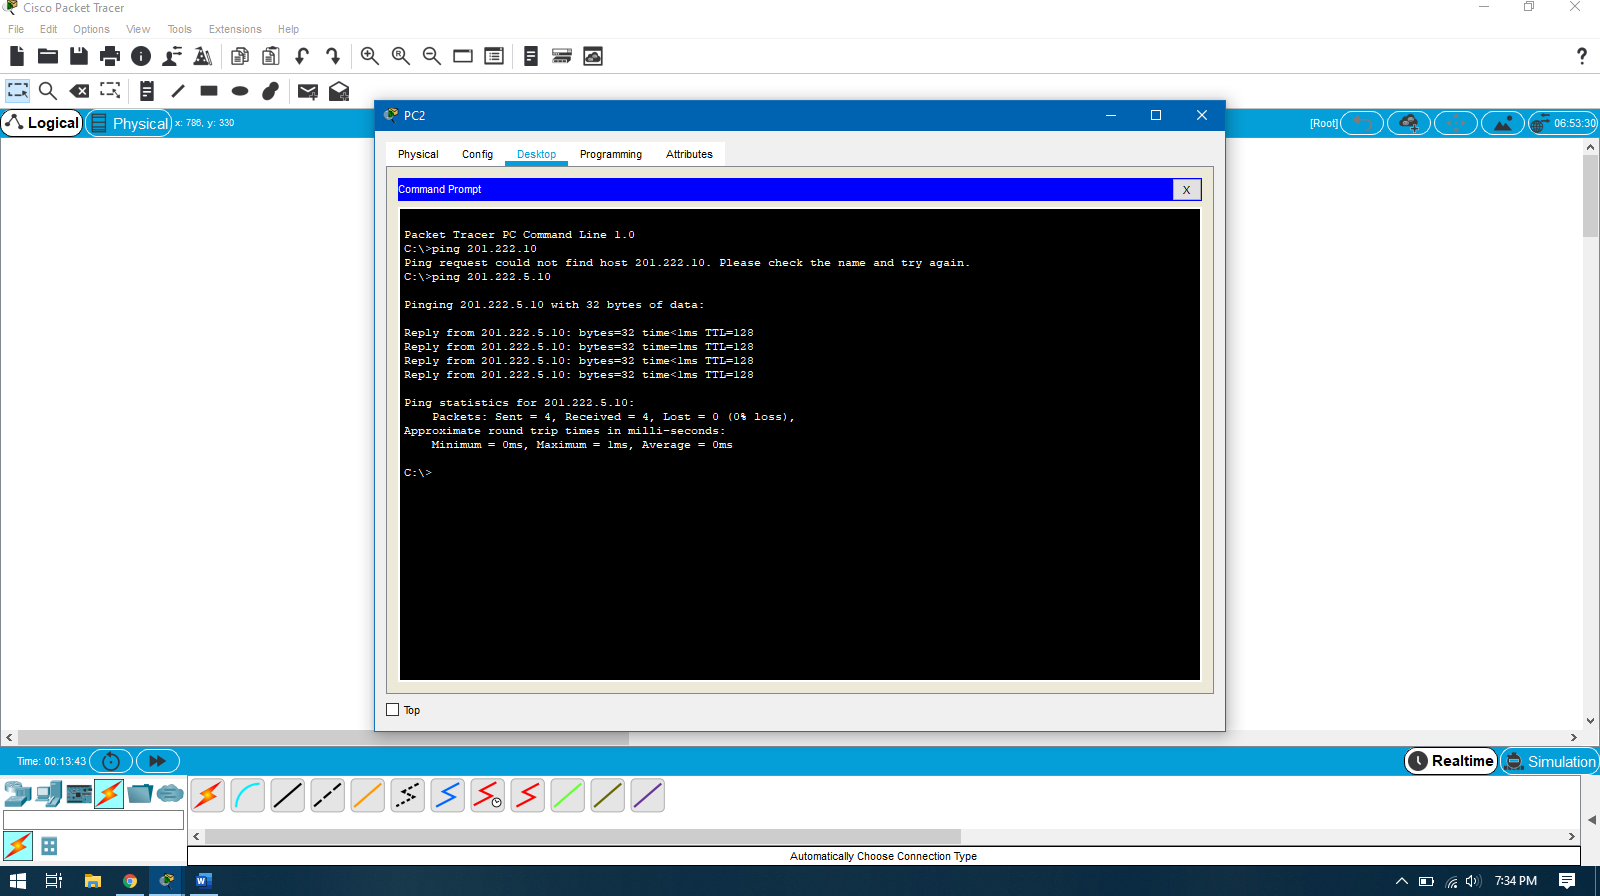 Cisco Packet Tracer
File Edit Options View Tools Extensions Help
Logical Physical x: 786, y: 330
[Root] 06:53:30
PC2
Physical Config Desktop Programming Attributes
Command Prompt
X
Packet Tracer PC Command Line 1.0
C:\>ping 201.222.10
Ping request could not find host 201.222.10. Please check the name and try again.
C:\>ping 201.222.5.10
Pinging 201.222.5.10 with 32 bytes of data:
Reply from 201.222.5.10: bytes=32 time<1ms TTL=128
Reply from 201.222.5.10: bytes=32 time=1ms TTL=128
Reply from 201.222.5.10: bytes=32 time<1ms TTL=128
Reply from 201.222.5.10: bytes=32 time<1ms TTL=128
Ping statistics for 201.222.5.10:
Packets: Sent = 4, Received = 4, Lost = 0 (0% loss),
Approximate round trip times in milli-seconds:
Minimum = 0ms, Maximum = 1ms, Average = 0ms
C:\>
Top
Time: 00:13:43
Realtime Simulation
Automatically Choose Connection Type
7:34 PM